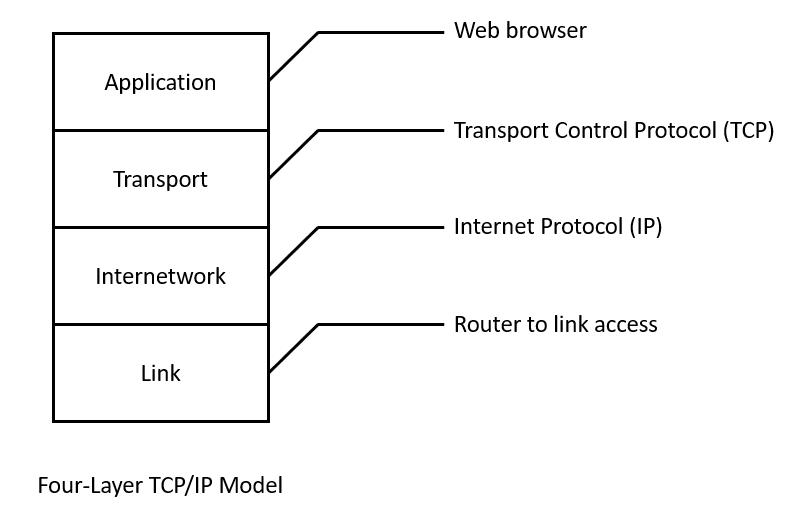 Web browser
Application
Transport Control Protocol (TCP)
Transport
Internet Protocol (IP)
Internetwork
Router to link access
Link
Four-Layer TCP/IP Model